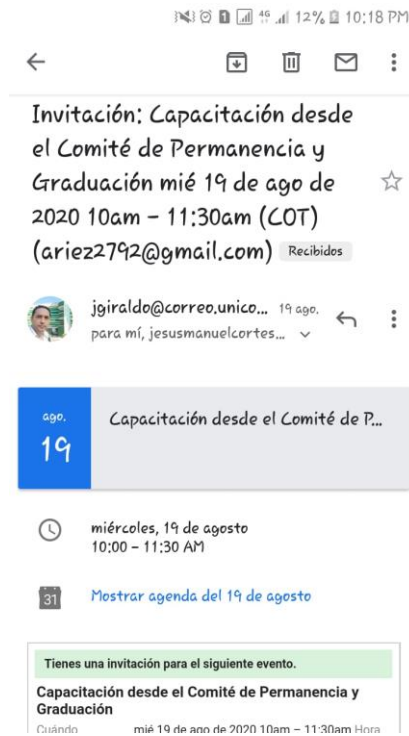 12% 10:18 PM
Invitación: Capacitación desde
el Comité de Permanencia y
Graduación mié 19 de ago de
2020 10am – 11:30am (COT)
(ariez2792@gmail.com) Recibidos
jgiraldo@correo.unico... 19 ago.
para mí, jesusmanuelcortes...
ago.
19
Capacitación desde el Comité de P...
miércoles, 19 de agosto
10:00 – 11:30 AM
31
Mostrar agenda del 19 de agosto
Tienes una invitación para el siguiente evento.
Capacitación desde el Comité de Permanencia y
Graduación
Cuándo mié 19 de ago de 2020 10am – 11:30am Hora